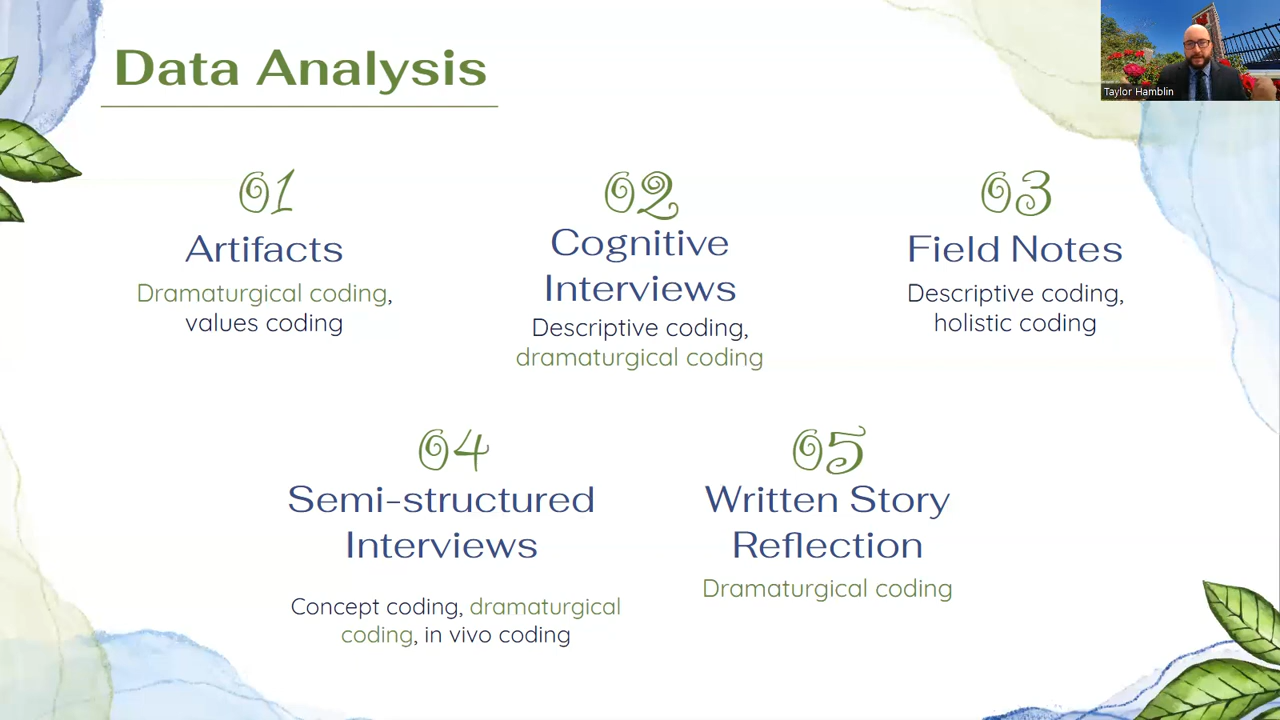 Data Analysis
Taylor Hamblin
01
Artifacts
Dramaturgical coding,
values coding
02
Cognitive
Interviews
Descriptive coding,
dramaturgical coding
03
Field Notes
Descriptive coding,
holistic coding
04
Semi-structured
Interviews
Concept coding, dramaturgical
coding, in vivo coding
05
Written Story
Reflection
Dramaturgical coding